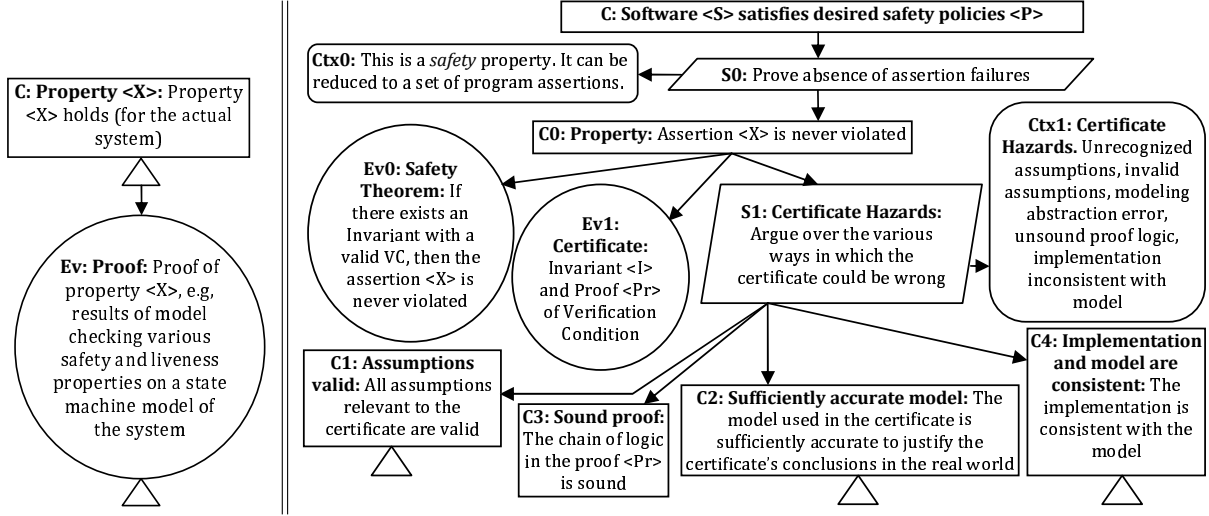 C: Property <X>: Property
<X> holds (for the actual
system)
Ev: Proof: Proof of
property <X>, e.g,
results of model
checking various
safety and liveness
properties on a state
machine model of
the system
C: Software <S> satisfies desired safety policies <P>
Ctx0: This is a safety property. It can be
reduced to a set of program assertions.
S0: Prove absence of assertion failures
C0: Property: Assertion <X> is never violated
Ev0: Safety
Theorem: If
there exists an
Invariant with a
valid VC, then the
assertion <X> is
never violated
Ev1:
Certificate:
Invariant <I>
and Proof <Pr>
of Verification
Condition
S1: Certificate Hazards:
Argue over the various
ways in which the
certificate could be wrong
Ctx1: Certificate
Hazards. Unrecognized
assumptions, invalid
assumptions, modeling
abstraction error,
unsound proof logic,
implementation
inconsistent with
model
C1: Assumptions
valid: All assumptions
relevant to the
certificate are valid
C3: Sound proof:
The chain of logic
in the proof <Pr>
is sound
C2: Sufficiently accurate model: The
model used in the certificate is
sufficiently accurate to justify the
certificate's conclusions in the real world
C4: Implementation
and model are
consistent: The
implementation is
consistent with the
model